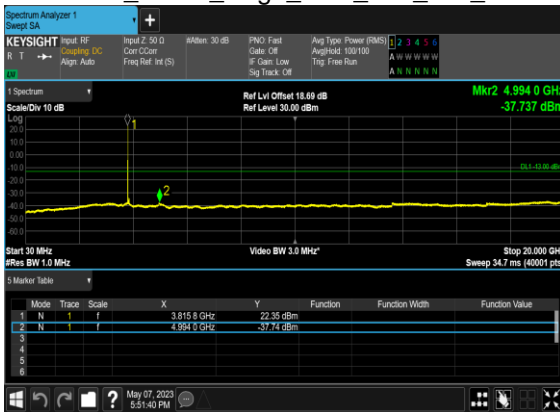 Spectrum Analyzer 1
Swept SA
+
KEYSIGHT
R T
Input: RF
Coupling: DC
Align: Auto
Input Z: 50 Ω
Corr CCorr
Freq Ref: Int (S)
#Atten: 30 dB
PNO: Fast
Gate: Off
IF Gain: Low
Sig Track: Off
Avg Type: Power (RMS)
Avg|Hold: 100/100
Trig: Free Run
1 2 3 4 5 6
A W W W W W
A N N N N N
1 Spectrum
Scale/Div 10 dB
Ref Lvl Offset 18.69 dB
Ref Level 30.00 dBm
Mkr2 4.994 0 GHz
-37.737 dBm
Log
20.0
10.0
0.00
-10.0
-20.0
-30.0
-40.0
-50.0
-60.0
1
2
DL1 -13.00 dBm
Start 30 MHz
#Res BW 1.0 MHz
Video BW 3.0 MHz*
Stop 20.000 GHz
Sweep 34.7 ms (40001 pts)
5 Marker Table
Mode Trace Scale X Y Function Function Width Function Value
1 N 1 f 3.815 8 GHz 22.35 dBm
2 N 1 f 4.994 0 GHz -37.74 dBm
3
4
5
6
?
May 07, 2023
5:51:40 PM